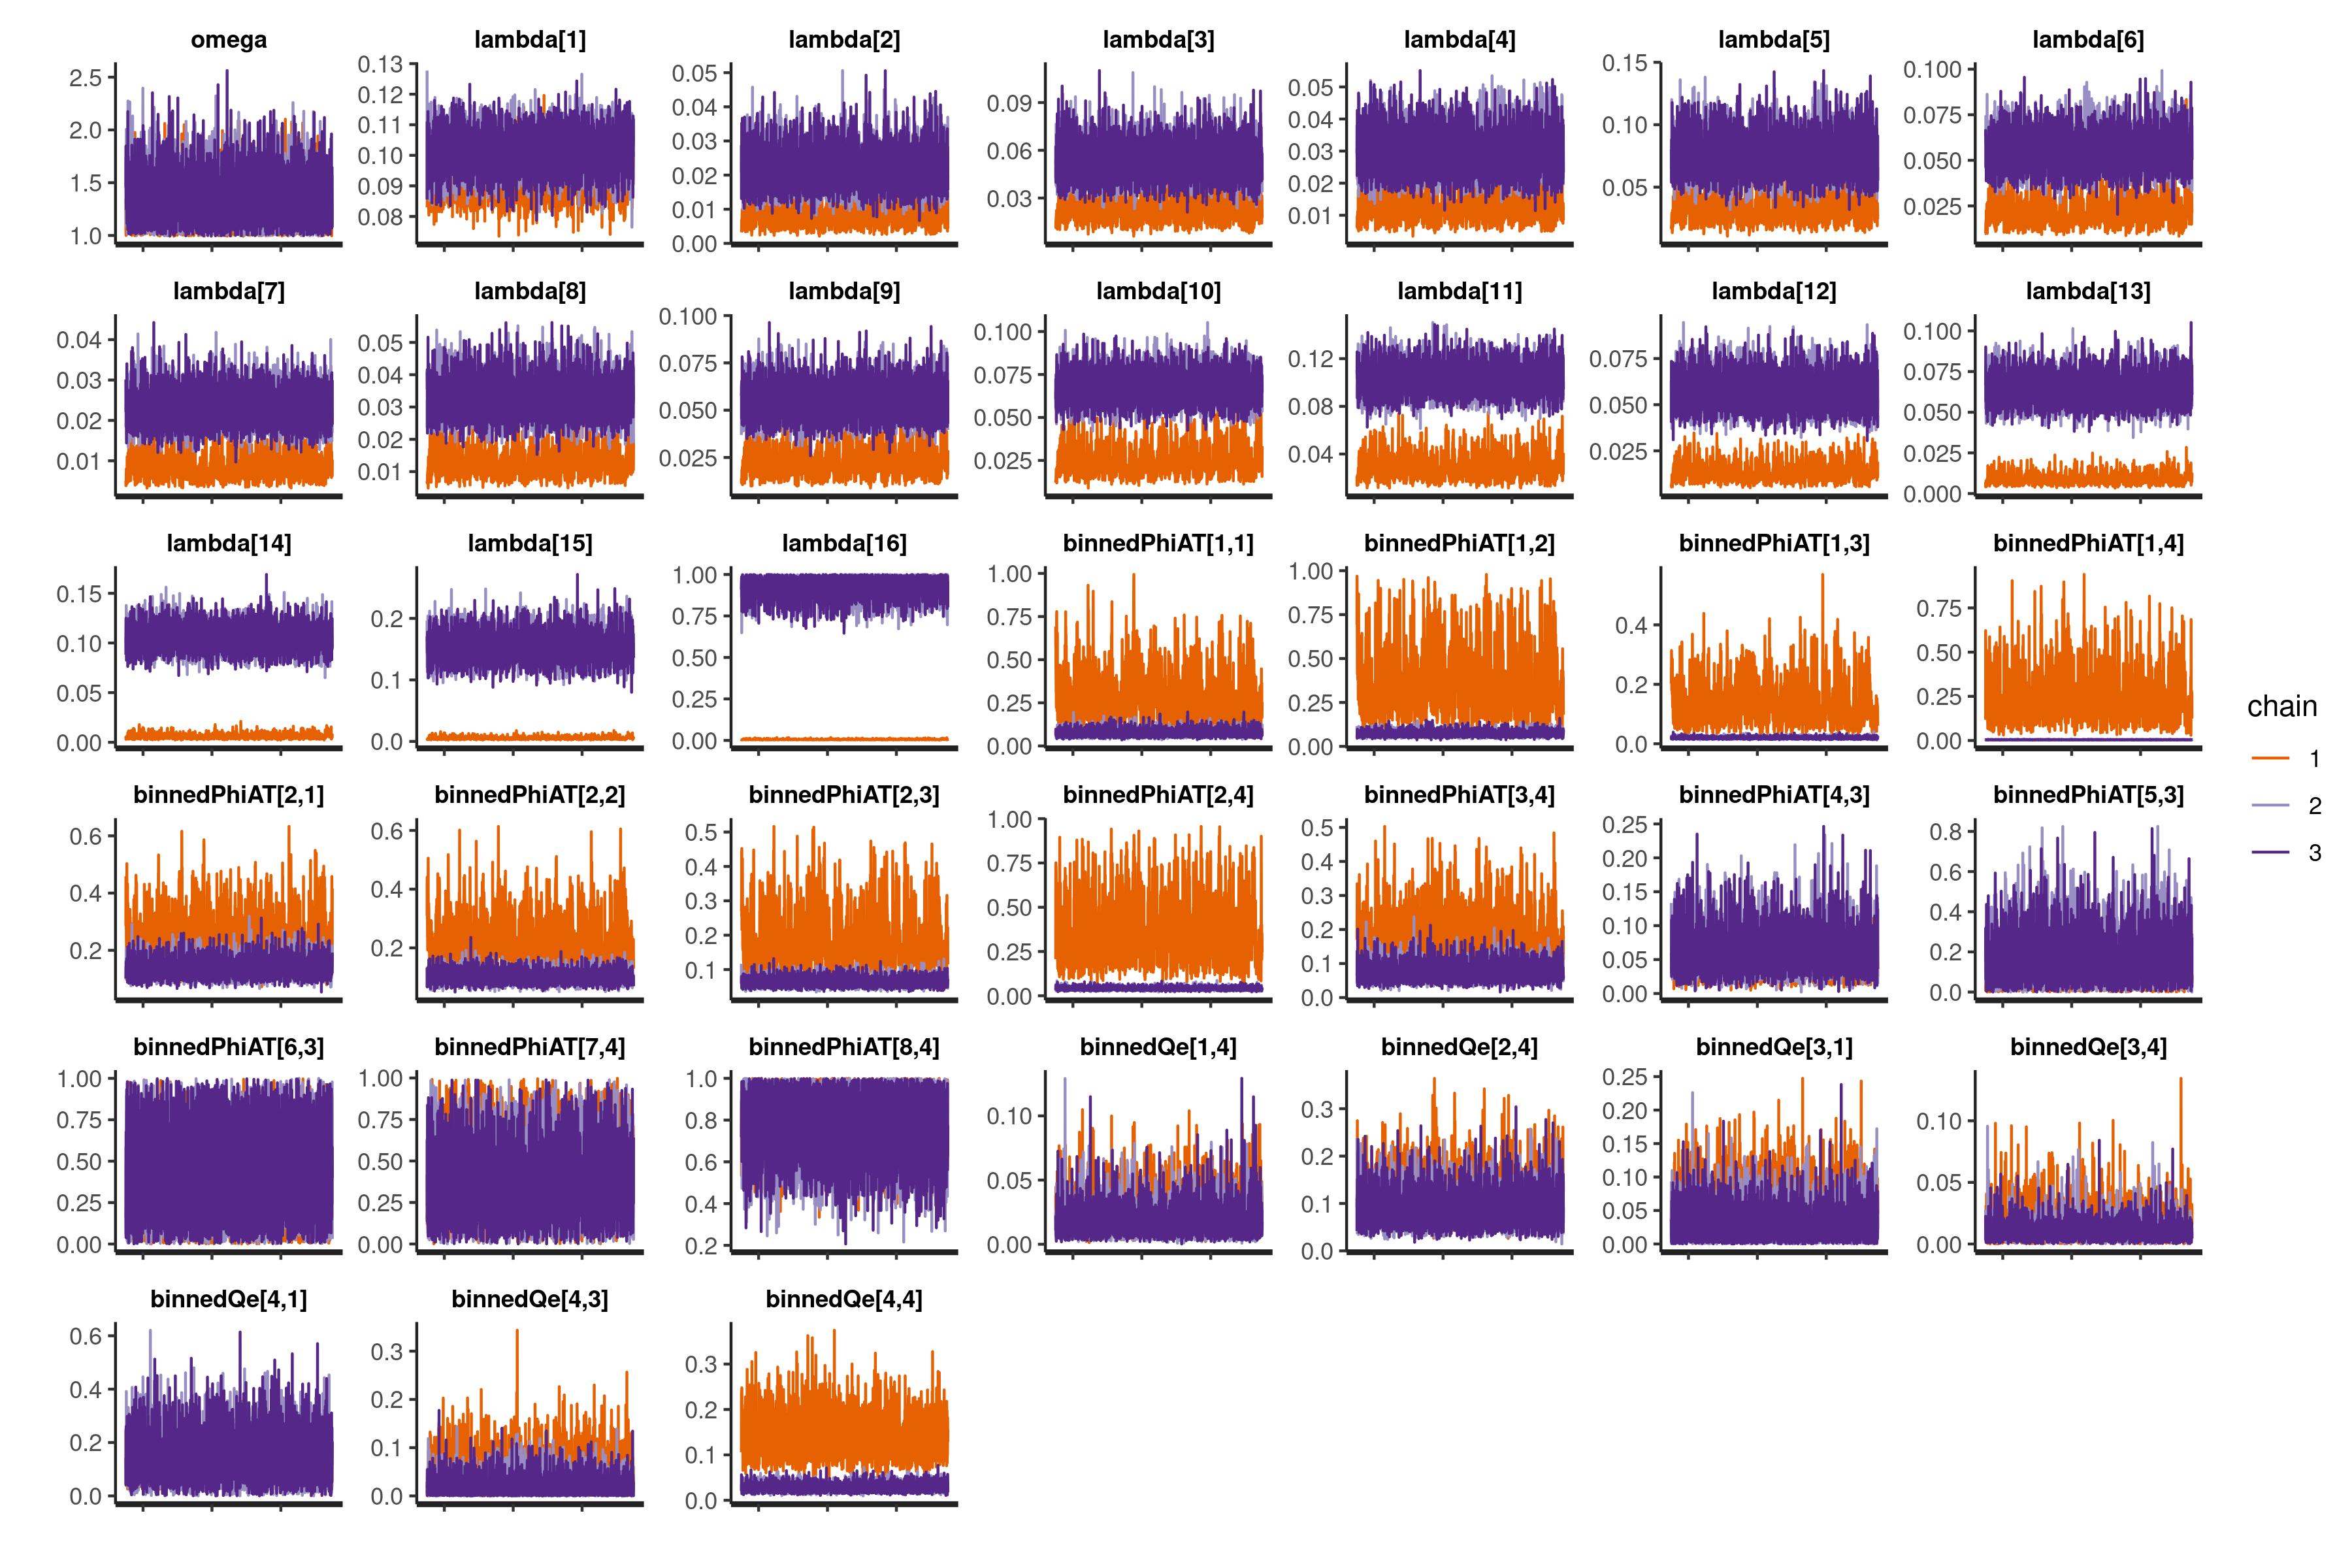 omega lambda[1] lambda[2] lambda[3] lambda[4] lambda[5] lambda[6]
2.5 2.0 1.5 1.0
0.13 0.12 0.11 0.10 0.09 0.08
0.05 0.04 0.03 0.02 0.01 0.00
0.09 0.06 0.03
0.05 0.04 0.03 0.02 0.01
0.15 0.10 0.05
0.100 0.075 0.050 0.025
lambda[7] lambda[8] lambda[9] lambda[10] lambda[11] lambda[12] lambda[13]
0.04 0.03 0.02 0.01
0.05 0.04 0.03 0.02 0.01
0.100 0.075 0.050 0.025
0.100 0.075 0.050 0.025
0.12 0.08 0.04
0.075 0.050 0.025
0.100 0.075 0.050 0.025 0.000
lambda[14] lambda[15] lambda[16] binnedPhiAT[1,1] binnedPhiAT[1,2] binnedPhiAT[1,3] binnedPhiAT[1,4]
0.15 0.10 0.05 0.00
0.2 0.1 0.0
1.00 0.75 0.50 0.25 0.00
1.00 0.75 0.50 0.25 0.00
1.00 0.75 0.50 0.25 0.00
0.4 0.2 0.0
0.75 0.50 0.25 0.00
binnedPhiAT[2,1] binnedPhiAT[2,2] binnedPhiAT[2,3] binnedPhiAT[2,4] binnedPhiAT[3,4] binnedPhiAT[4,3] binnedPhiAT[5,3]
0.6 0.4 0.2
0.6 0.4 0.2
0.5 0.4 0.3 0.2 0.1
1.00 0.75 0.50 0.25 0.00
0.5 0.4 0.3 0.2 0.1 0.0
0.25 0.20 0.15 0.10 0.05 0.00
0.8 0.6 0.4 0.2 0.0
binnedPhiAT[6,3] binnedPhiAT[7,4] binnedPhiAT[8,4] binnedQe[1,4] binnedQe[2,4] binnedQe[3,1] binnedQe[3,4]
1.00 0.75 0.50 0.25 0.00
1.00 0.75 0.50 0.25 0.00
1.0 0.8 0.6 0.4 0.2
0.10 0.05 0.00
0.3 0.2 0.1 0.0
0.25 0.20 0.15 0.10 0.05 0.00
0.10 0.05 0.00
binnedQe[4,1] binnedQe[4,3] binnedQe[4,4]
0.6 0.4 0.2 0.0
0.3 0.2 0.1 0.0
0.3 0.2 0.1 0.0
chain
1
2
3